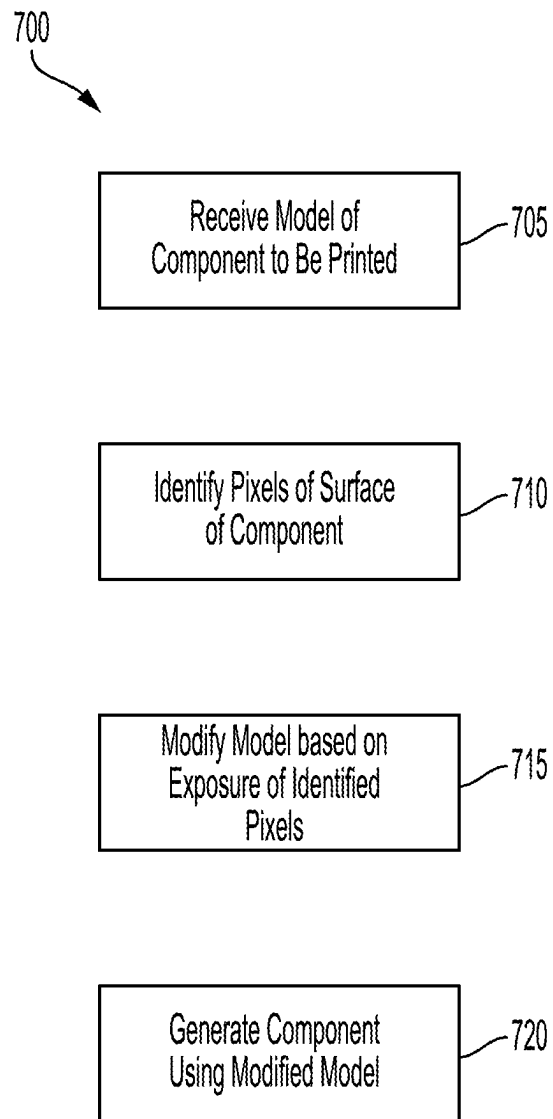 700
Receive Model of
Component to Be Printed
705
Identify Pixels of Surface
of Component
710
Modify Model based on
Exposure of Identified
Pixels
715
Generate Component
Using Modified Model
720